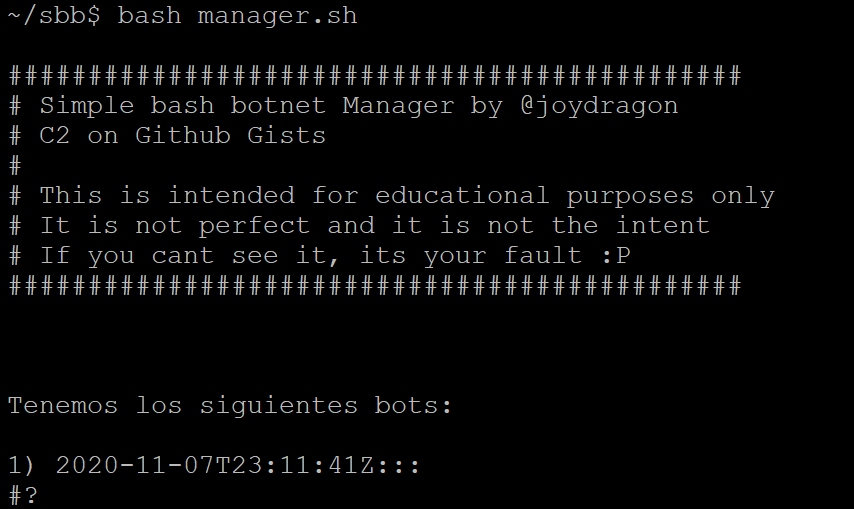 ~/sbb$ bash manager.sh
##############################################
# Simple bash botnet Manager by @joydragon
# C2 on Github Gists
#
# This is intended for educational purposes only
# It is not perfect and it is not the intent
# If you cant see it, its your fault :P
##############################################
Tenemos los siguientes bots:
1) 2020-11-07T23:11:41Z:::
#?